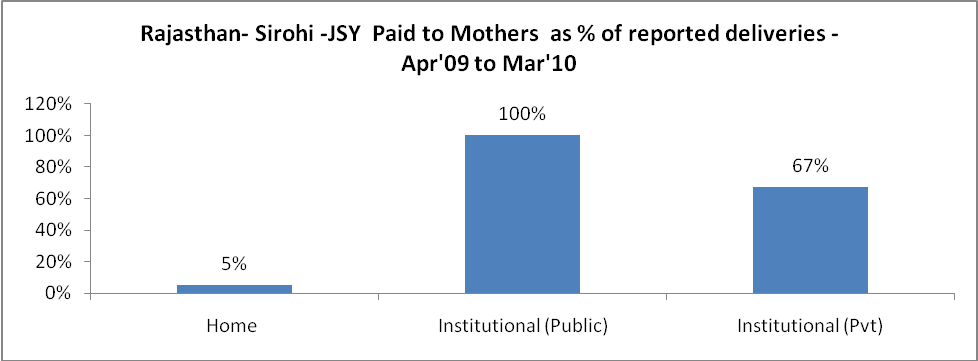 Rajasthan- Sirohi -JSY  Paid to Mothers  as % of reported deliveries -
Apr'09 to Mar'10
120%
100%
80%
60%
40%
20%
0%
5%
100%
67%
Home
Institutional (Public)
Institutional (Pvt)